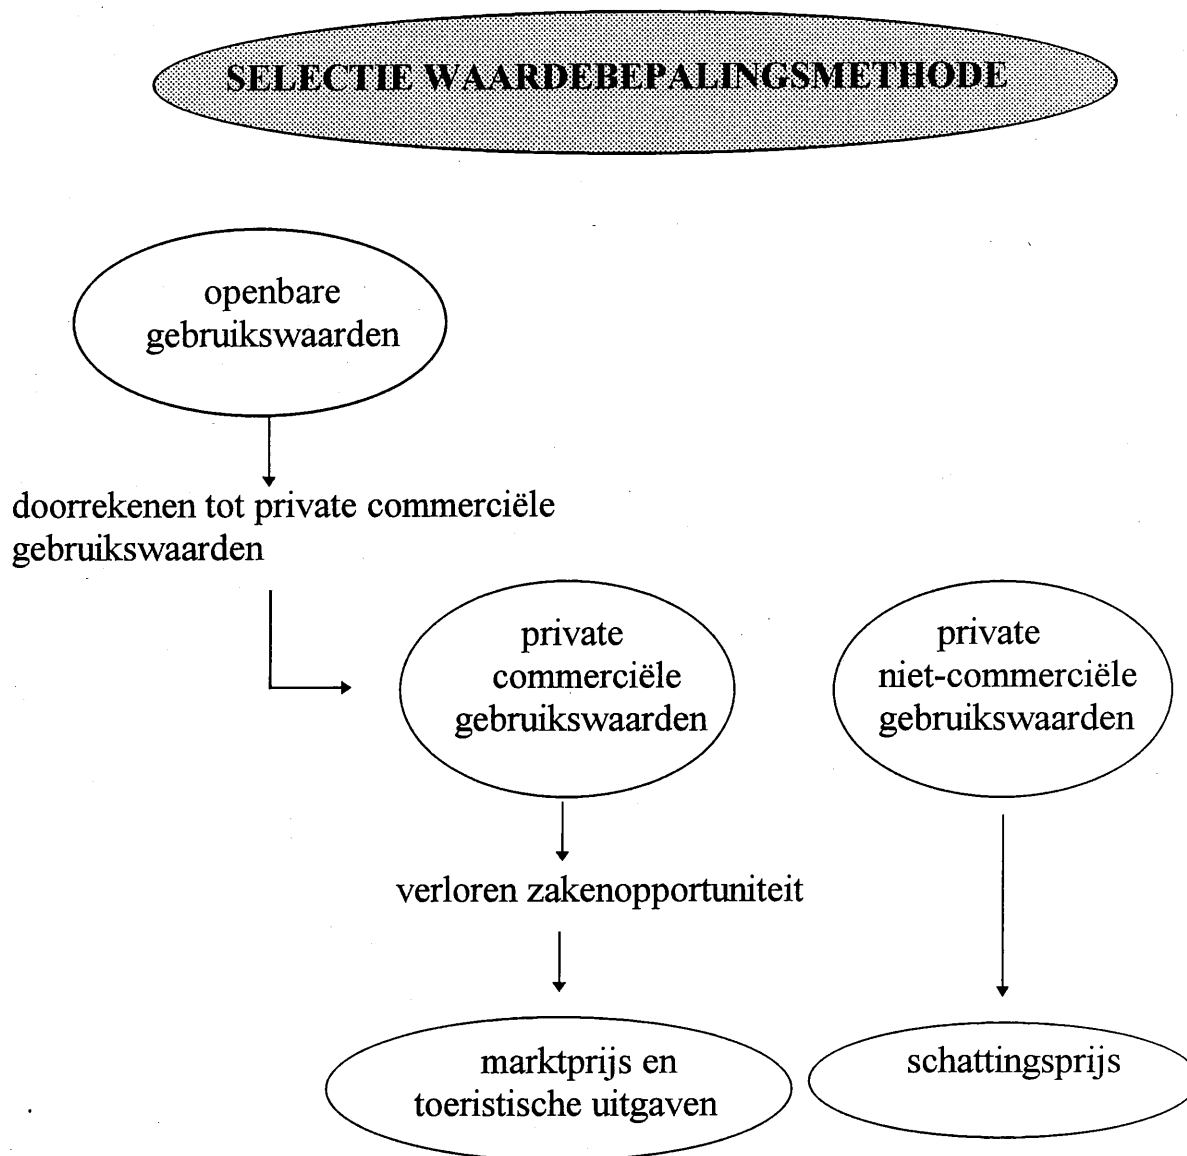 SELECTIE WAARDEBEPALINGSMETHODE
openbare
gebruikswaarden
doorrekenen tot private commerciële
gebruikswaarden
private
commerciële
gebruikswaarden
private
niet-commerciële
gebruikswaarden
verloren zakenopportuniteit
marktprijs en
toeristische uitgaven
schattingsprijs